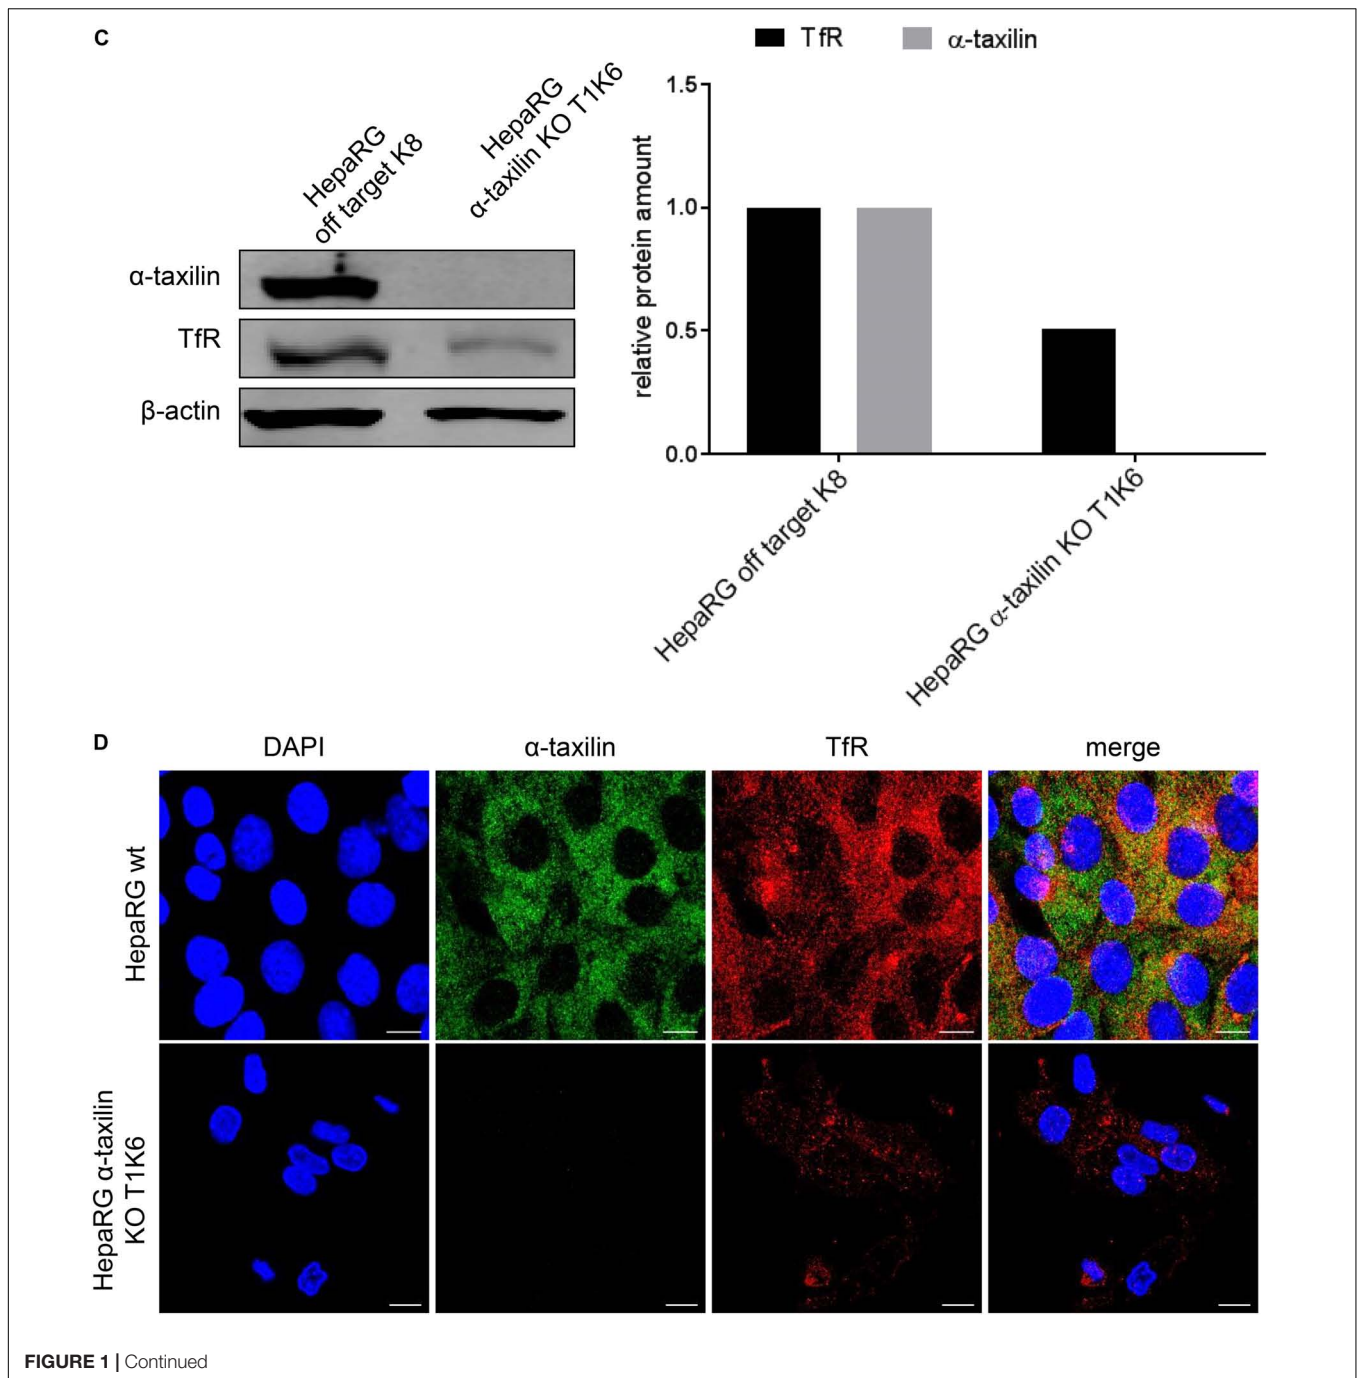 C
TfR
α-taxilin
HepaRG
off target K8
HepaRG
α-taxilin KO T1K6
α-taxilin
TfR
β-actin
relative protein amount
1.5
1.0
0.5
0.0
HepaRG off target K8
HepaRG α-taxilin KO T1K6
D
DAPI
α-taxilin
TfR
merge
HepaRG wt
HepaRG α-taxilin
KO T1K6
FIGURE 1 | Continued